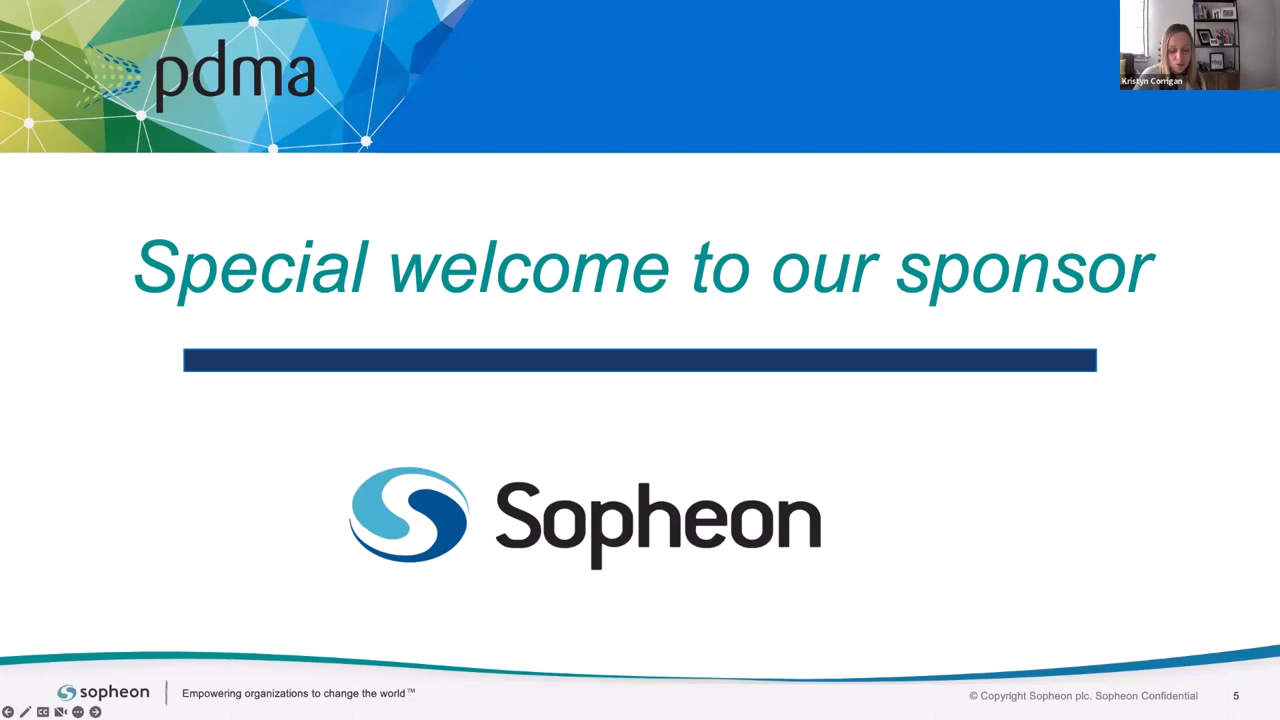 pdma
Kristyn Corrigan
Special welcome to our sponsor
Sopheon
sopheon
Empowering organizations to change the world™
© Copyright Sopheon plc. Sopheon Confidential
5
CC